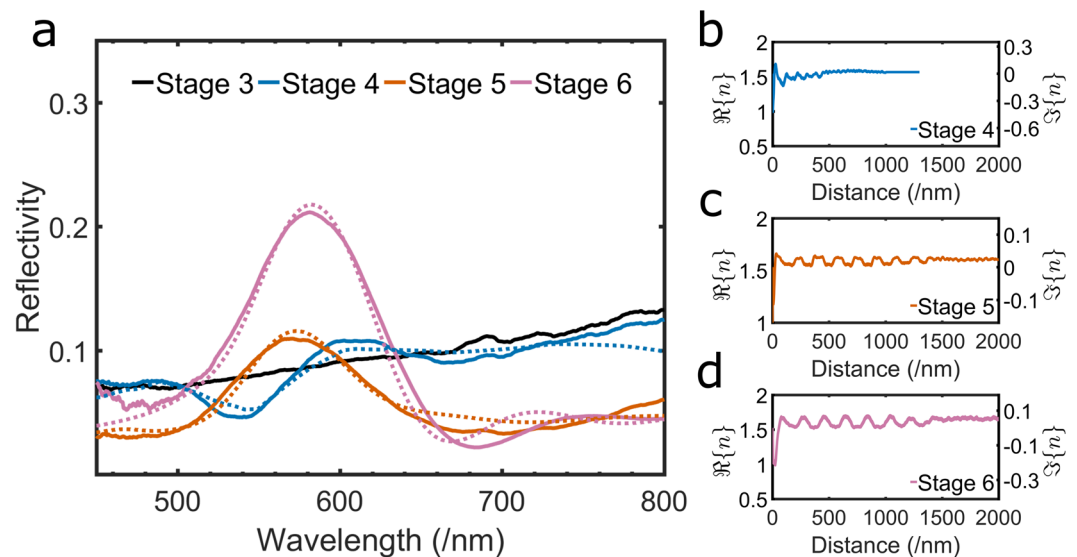 a
Reflectivity
0.3
0.2
0.1
Stage 3
Stage 4
Stage 5
Stage 6
500
600
700
800
Wavelength (/nm)
b
ℜ{n}
2
1.5
1
0.5
0.3
0
-0.3
-0.6
ℑ{n}
Stage 4
0
500
1000
1500
2000
Distance (/nm)
c
ℜ{n}
2
1.5
1
0.1
0
-0.1
ℑ{n}
Stage 5
0
500
1000
1500
2000
Distance (/nm)
d
ℜ{n}
2
1.5
1
0.5
0.1
-0.1
-0.3
ℑ{n}
Stage 6
0
500
1000
1500
2000
Distance (/nm)